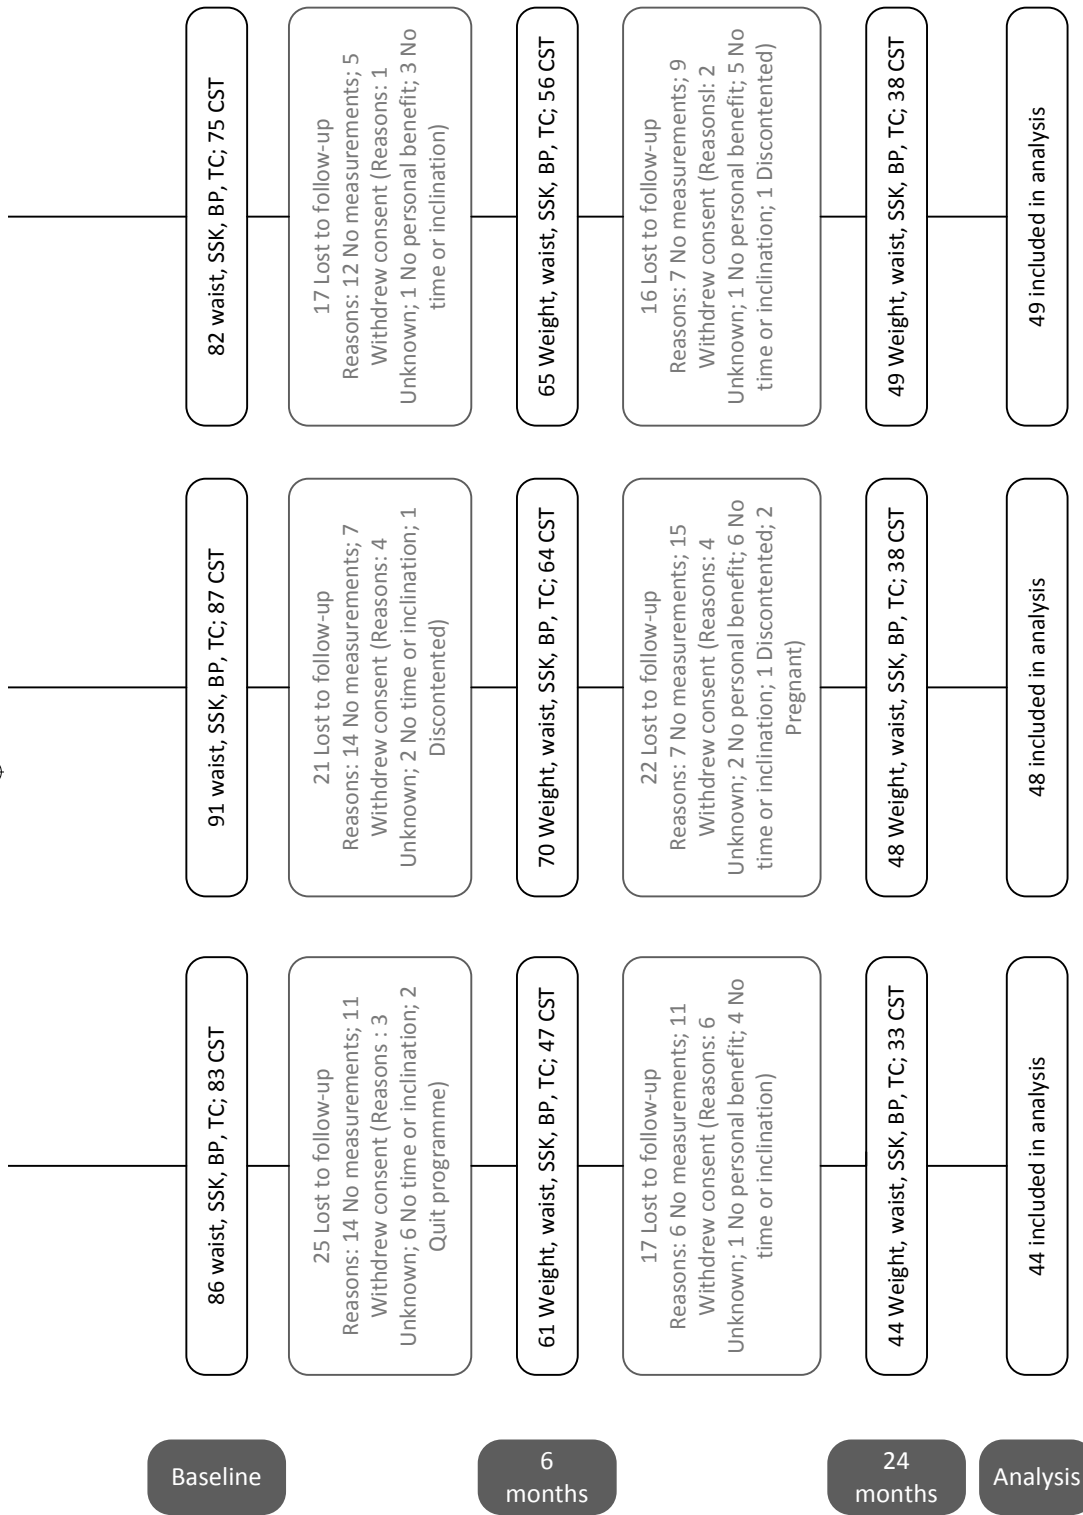 Baseline
86 waist, SSK, BP, TC; 83 CST
91 waist, SSK, BP, TC; 87 CST
82 waist, SSK, BP, TC; 75 CST
25 Lost to follow-up
Reasons: 14 No measurements; 11
Withdrew consent (Reasons : 3
Unknown; 6 No time or inclination; 2
Quit programme)
21 Lost to follow-up
Reasons: 14 No measurements; 7
Withdrew consent (Reasons: 4
Unknown; 2 No time or inclination; 1
Discontented)
17 Lost to follow-up
Reasons: 12 No measurements; 5
Withdrew consent (Reasons: 1
Unknown; 1 No personal benefit; 3 No
time or inclination)
6
months
61 Weight, waist, SSK, BP, TC; 47 CST
70 Weight, waist, SSK, BP, TC; 64 CST
65 Weight, waist, SSK, BP, TC; 56 CST
17 Lost to follow-up
Reasons: 6 No measurements; 11
Withdrew consent (Reasons: 6
Unknown; 1 No personal benefit; 4 No
time or inclination)
22 Lost to follow-up
Reasons: 7 No measurements; 15
Withdrew consent (Reasons: 4
Unknown; 2 No personal benefit; 6 No
time or inclination; 1 Discontented; 2
Pregnant)
16 Lost to follow-up
Reasons: 7 No measurements; 9
Withdrew consent (Reasonsl: 2
Unknown; 1 No personal benefit; 5 No
time or inclination; 1 Discontented)
24
months
44 Weight, waist, SSK, BP, TC; 33 CST
48 Weight, waist, SSK, BP, TC; 38 CST
49 Weight, waist, SSK, BP, TC; 38 CST
Analysis
44 included in analysis
48 included in analysis
49 included in analysis